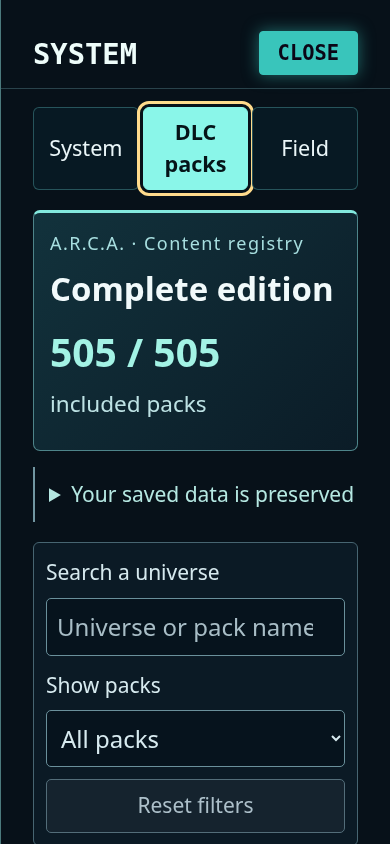 SYSTEM
CLOSE
System
DLC
packs
Field
A.R.C.A. · Content registry
Complete edition
505 / 505
included packs
Your saved data is preserved
Search a universe
Universe or pack name
Show packs
All packs
Reset filters